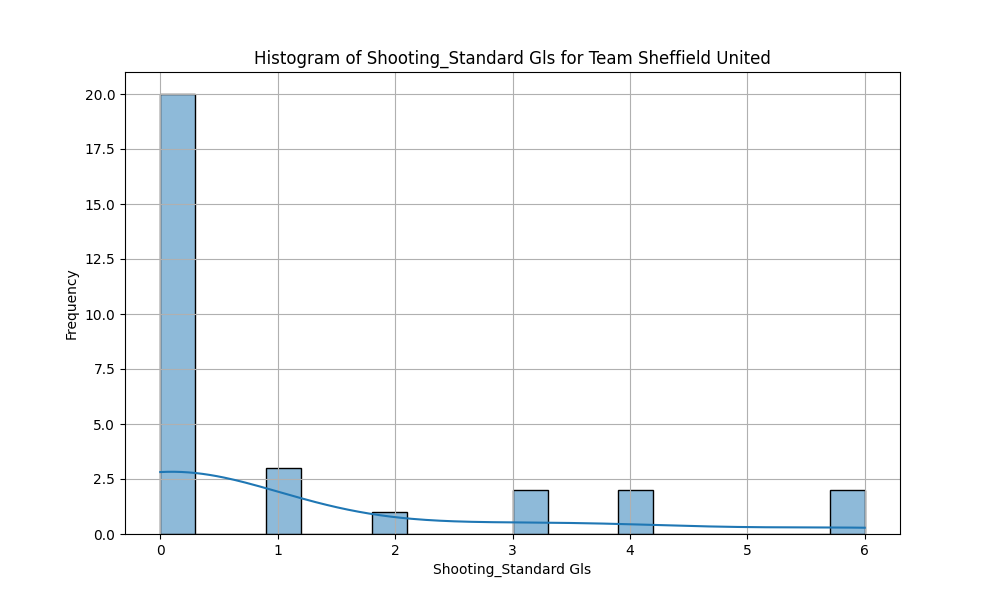 Histogram of Shooting_Standard Gls for Team Sheffield United
20.0
17.5
15.0
12.5
10.0
7.5
5.0
2.5
0.0
Frequency
0 1 2 3 4 5 6
Shooting_Standard Gls